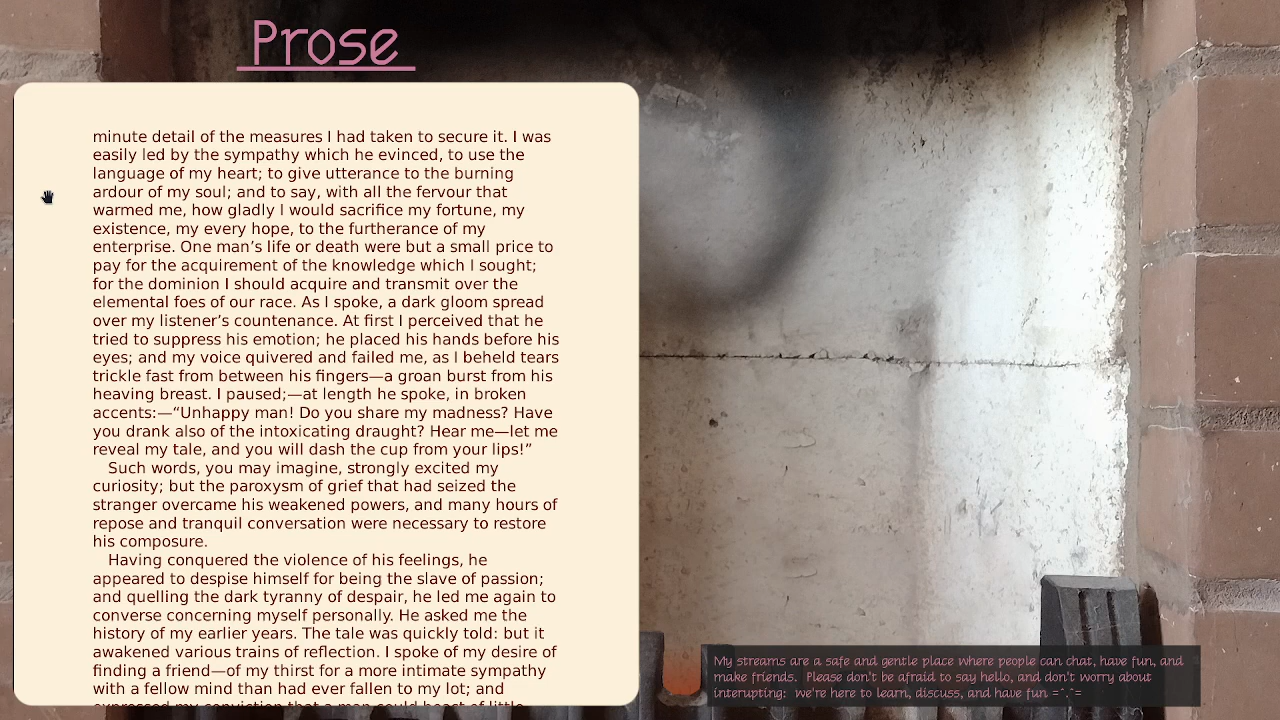 Prose
minute detail of the measures I had taken to secure it. I was
easily led by the sympathy which he evinced, to use the
language of my heart; to give utterance to the burning
ardour of my soul; and to say, with all the fervour that
warmed me, how gladly I would sacrifice my fortune, my
existence, my every hope, to the furtherance of my
enterprise. One man’s life or death were but a small price to
pay for the acquirement of the knowledge which I sought;
for the dominion I should acquire and transmit over the
elemental foes of our race. As I spoke, a dark gloom spread
over my listener’s countenance. At first I perceived that he
tried to suppress his emotion; he placed his hands before his
eyes; and my voice quivered and failed me, as I beheld tears
trickle fast from between his fingers—a groan burst from his
heaving breast. I paused;—at length he spoke, in broken
accents:—“Unhappy man! Do you share my madness? Have
you drank also of the intoxicating draught? Hear me—let me
reveal my tale, and you will dash the cup from your lips!”
Such words, you may imagine, strongly excited my
curiosity; but the paroxysm of grief that had seized the
stranger overcame his weakened powers, and many hours of
repose and tranquil conversation were necessary to restore
his composure.
Having conquered the violence of his feelings, he
appeared to despise himself for being the slave of passion;
and quelling the dark tyranny of despair, he led me again to
converse concerning myself personally. He asked me the
history of my earlier years. The tale was quickly told: but it
awakened various trains of reflection. I spoke of my desire of
finding a friend—of my thirst for a more intimate sympathy
with a fellow mind than had ever fallen to my lot; and
My streams are a safe and gentle place where people can chat, have fun, and
make friends. Please don't be afraid to say hello, and don't worry about
interupting: we're here to learn, discuss, and have fun =^.^=